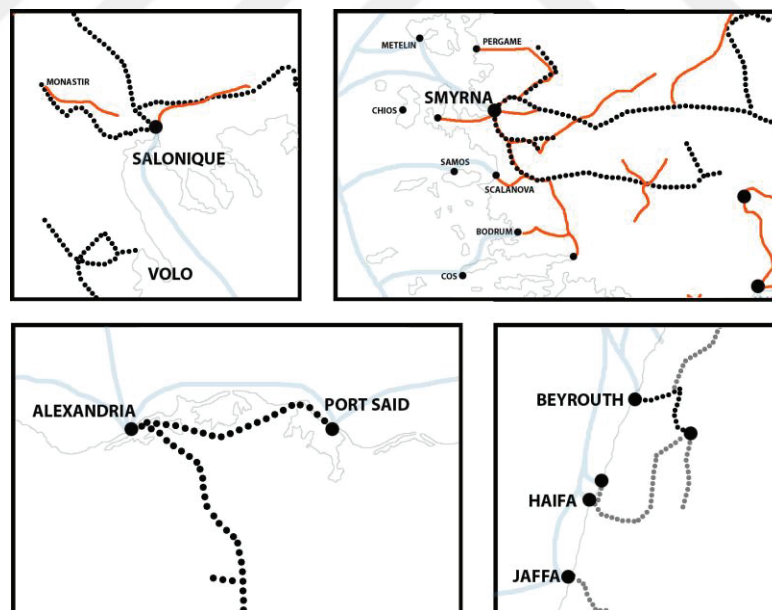 MONASTIR
SALONIQUE
VOLO
METELIN
PERGAME
SMYRNA
CHIOS
SAMOS
SCALANOVA
BODRUM
COS
ALEXANDRIA
PORT SAID
BEYROUTH
HAIFA
JAFFA